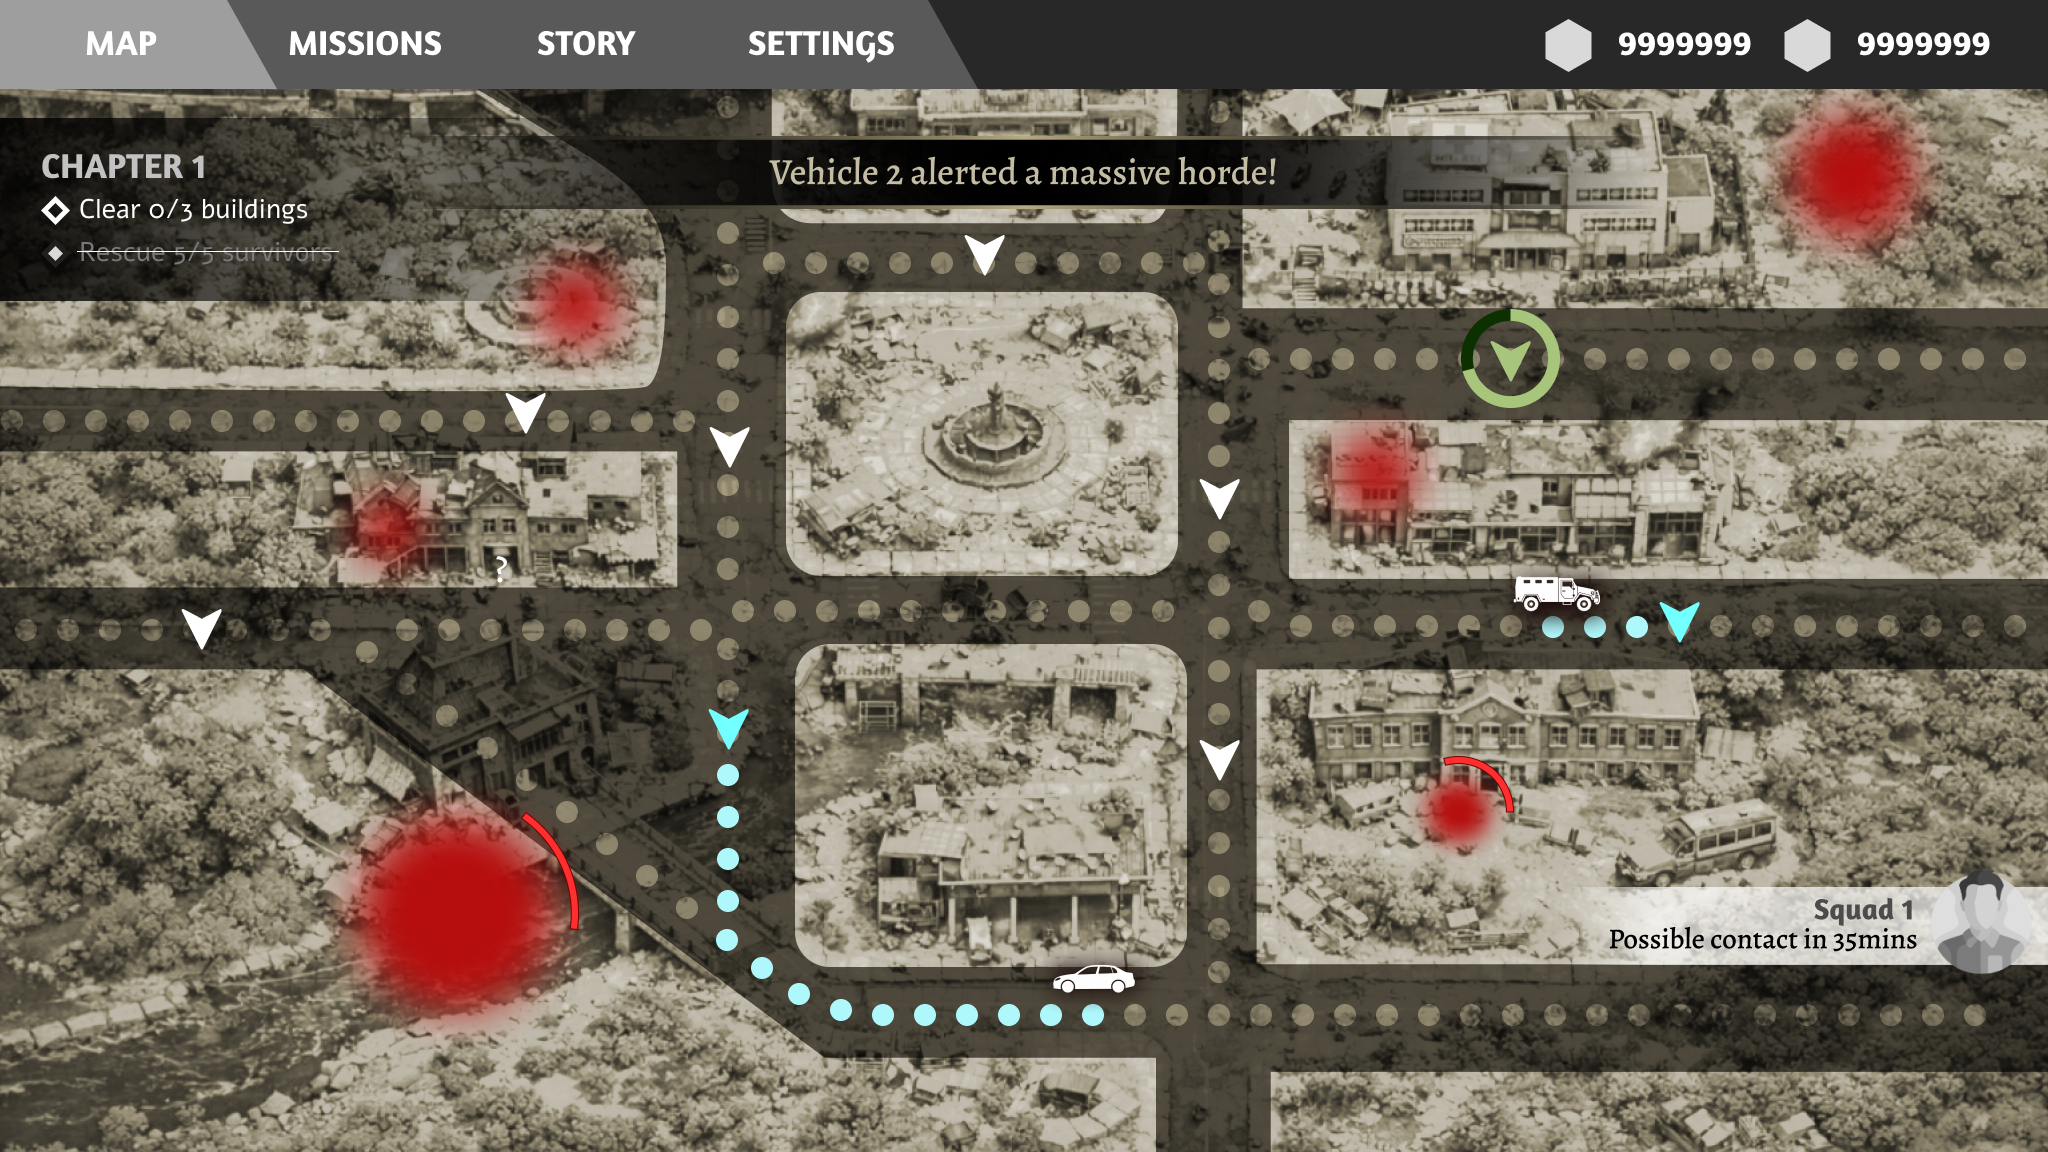 MAP
MISSIONS
STORY
SETTINGS
9999999
9999999
Vehicle 2 alerted a massive horde!
CHAPTER 1
Clear 0/3 buildings
Rescue 5/5 survivors
?
Squad 1
Possible contact in 35mins